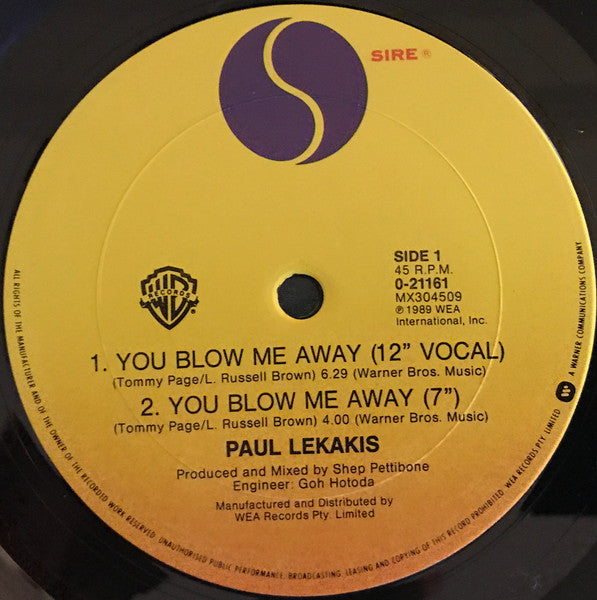 SIRE ®
SIDE 1
45 R.P.M.
0-21161
MX304509
℗ 1989 WEA
International, Inc.
WB
RECORDS
1. YOU BLOW ME AWAY (12" VOCAL)
(Tommy Page/L. Russell Brown) 6.29 (Warner Bros. Music)
2. YOU BLOW ME AWAY (7")
(Tommy Page/L. Russell Brown) 4.00 (Warner Bros. Music)
PAUL LEKAKIS
Produced and Mixed by Shep Pettibone
Engineer: Goh Hotoda
Manufactured and Distributed by
WEA Records Pty. Limited
ALL RIGHTS OF THE MANUFACTURER AND OF THE OWNER OF THE RECORDED WORK RESERVED. UNAUTHORISED PUBLIC PERFORMANCE, BROADCASTING, LEASING AND COPYING OF THIS RECORD PROHIBITED. WEA RECORDS PTY. LIMITED
A WARNER COMMUNICATIONS COMPANY.